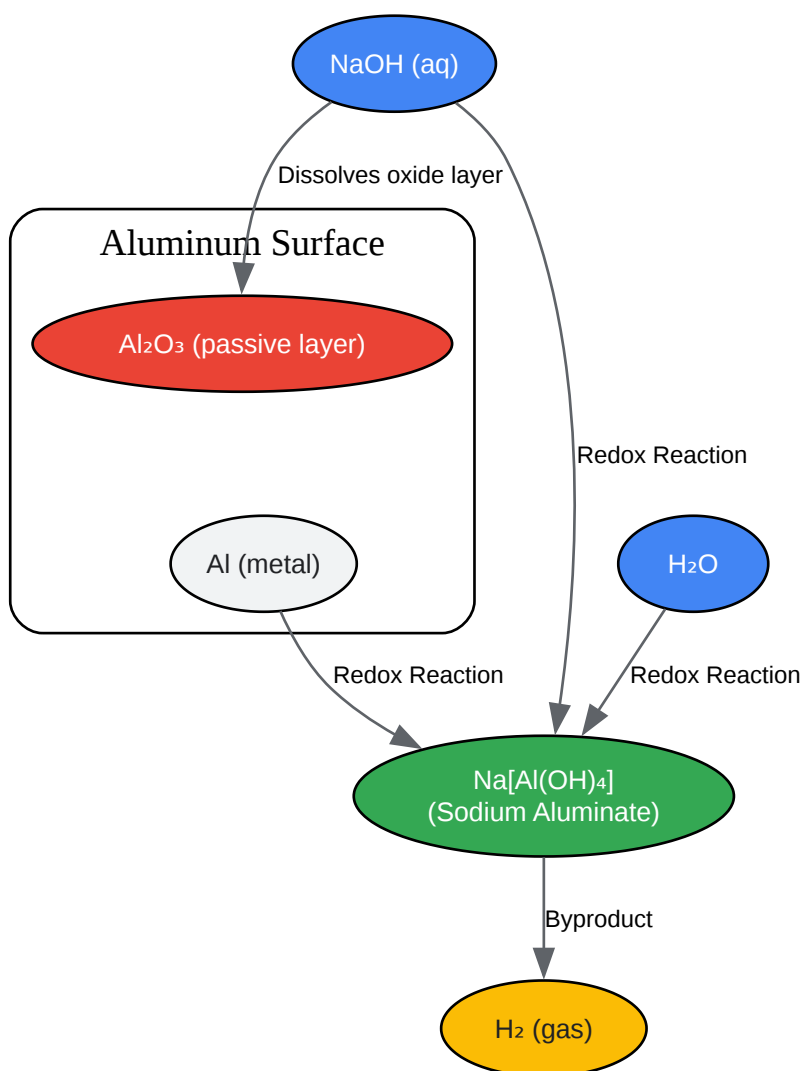 NaOH (aq)
Dissolves oxide layer
Aluminum Surface
Al₂O₃ (passive layer)
Redox Reaction
Al (metal)
H₂O
Redox Reaction
Redox Reaction
Na[Al(OH)₄]
(Sodium Aluminate)
Byproduct
H₂ (gas)